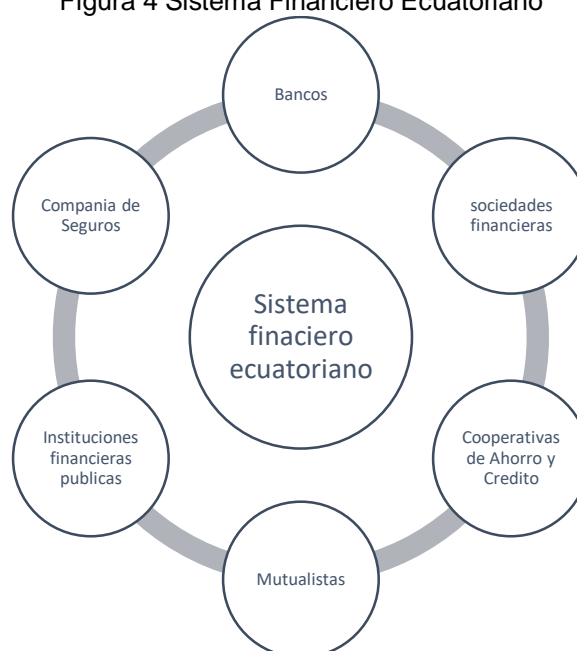 Figura 4 Sistema Financiero Ecuatoriano
Bancos
sociedades
financieras
Cooperativas
de Ahorro y
Credito
Mutualistas
Instituciones
financieras
publicas
Compania de
Seguros
Sistema
finaciero
ecuatoriano